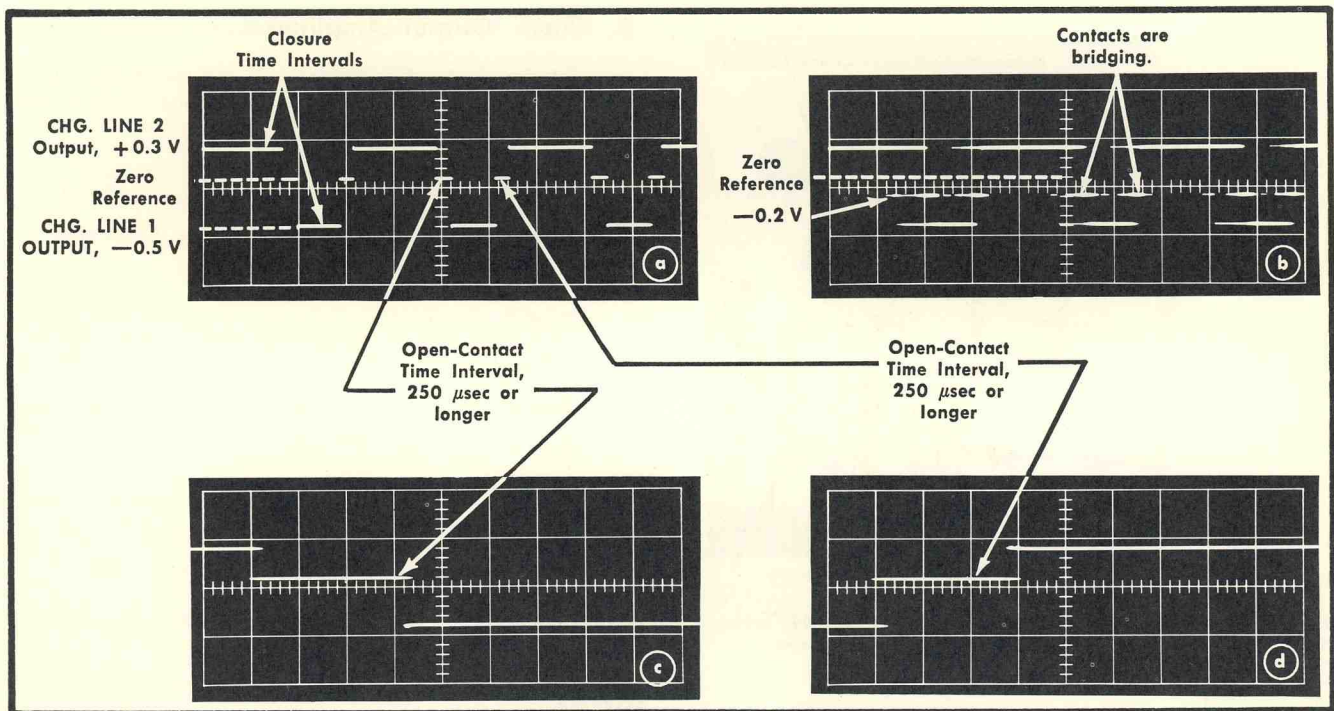 Closure
Time Intervals
CHG. LINE 2
Output, +0.3 V
Zero
Reference
CHG. LINE 1
OUTPUT, —0.5 V
a
Contacts are
bridging.
Zero
Reference
—0.2 V
b
Open-Contact
Time Interval,
250 μsec or
longer
Open-Contact
Time Interval,
250 μsec or
longer
c
d